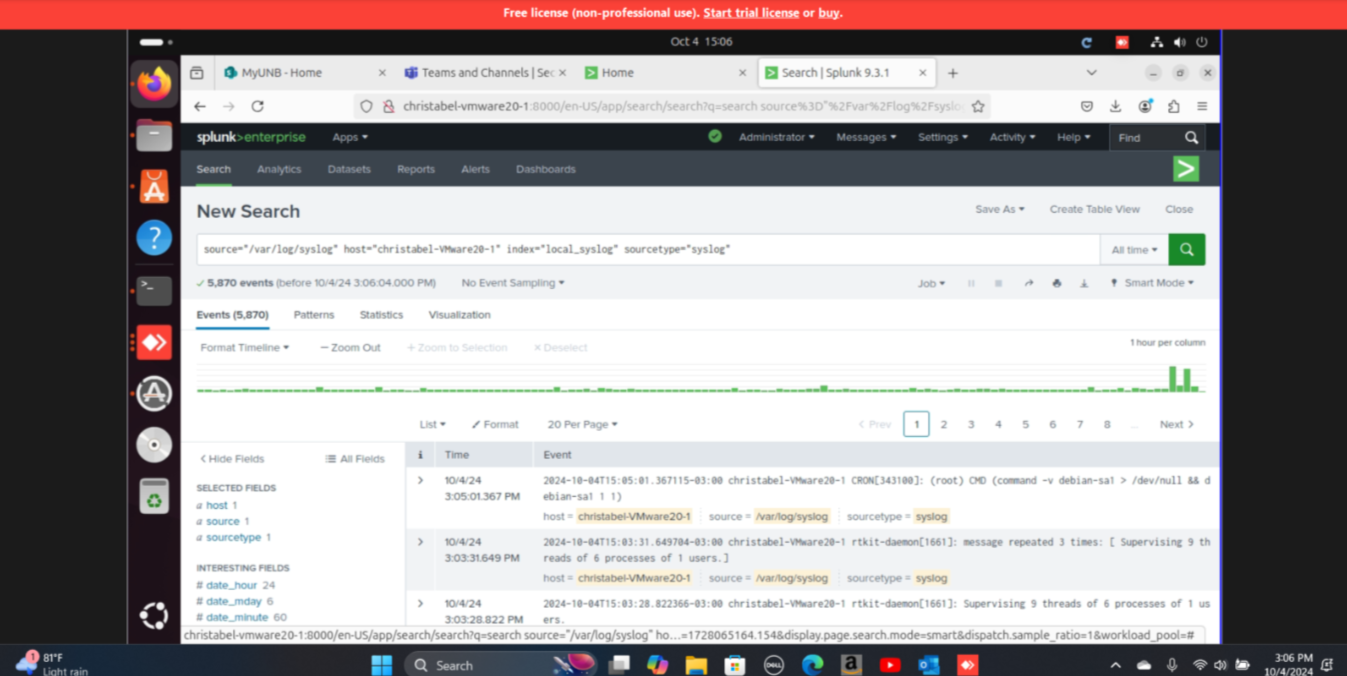 Free license (non-professional use). Start trial license or buy.
Oct 4 15:06
MyUNB - Home
Teams and Channels | Sec
Home
Search | Splunk 9.3.1
christabel-vmware20-1:8000/en-US/app/search/search?q=search source%3D"%2Fvar%2Flog%2Fsyslo
splunk>enterprise Apps
Administrator Messages Settings Activity Help Find
Search Analytics Datasets Reports Alerts Dashboards
New Search
Save As Create Table View Close
source="/var/log/syslog" host="christabel-VMware20-1" index="local_syslog" sourcetype="syslog"
All time
5,870 events (before 10/4/24 3:06:04.000 PM) No Event Sampling
Job Smart Mode
Events (5,870) Patterns Statistics Visualization
Format Timeline — Zoom Out + Zoom to Selection × Deselect
1 hour per column
List Format 20 Per Page
< Prev 1 2 3 4 5 6 7 8 ... Next >
< Hide Fields All Fields
i Time Event
SELECTED FIELDS
a host 1
a source 1
a sourcetype 1
INTERESTING FIELDS
# date_hour 24
# date_mday 6
# date_minute 60
10/4/24
3:05:01.367 PM
2024-10-04T15:05:01.367115-03:00 christabel-VMware20-1 CRON[343100]: (root) CMD (command -v debian-sa1 > /dev/null && d
ebian-sa1 1 1)
host = christabel-VMware20-1 source = /var/log/syslog sourcetype = syslog
10/4/24
3:03:31.649 PM
2024-10-04T15:03:31.649704-03:00 christabel-VMware20-1 rtkit-daemon[1661]: message repeated 3 times: [ Supervising 9 th
reads of 6 processes of 1 users.]
host = christabel-VMware20-1 source = /var/log/syslog sourcetype = syslog
10/4/24
3:03:28.822 PM
2024-10-04T15:03:28.822366-03:00 christabel-VMware20-1 rtkit-daemon[1661]: Supervising 9 threads of 6 processes of 1 us
ers.
christabel-vmware20-1:8000/en-US/app/search/search?q=search source="/var/log/syslog" ho...=1728065164.154&display.page.search.mode=smart&dispatch.sample_ratio=1&workload_pool=#
1
81°F
Light rain
Search
DELL
a
3:06 PM
10/4/2024